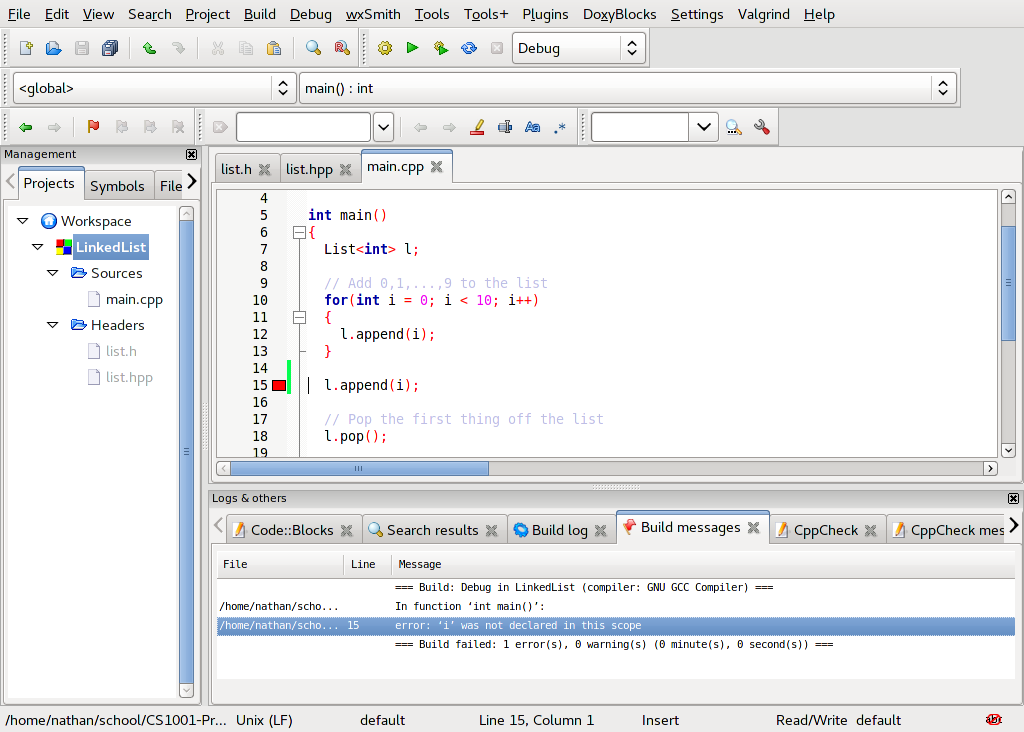 File Edit View Search Project Build Debug wxSmith Tools Tools+ Plugins DoxyBlocks Settings Valgrind Help
Debug
<global> main() : int
Management
Projects Symbols File
Workspace
LinkedList
Sources
main.cpp
Headers
list.h
list.hpp
list.h list.hpp main.cpp
4
5 int main()
6 {
7 List<int> l;
8
9 // Add 0,1,...,9 to the list
10 for(int i = 0; i < 10; i++)
11 {
12 l.append(i);
13 }
14
15 l.append(i);
16
17 // Pop the first thing off the list
18 l.pop();
19
Logs & others
Code::Blocks Search results Build log Build messages CppCheck CppCheck mes
File Line Message
=== Build: Debug in LinkedList (compiler: GNU GCC Compiler) ===
/home/nathan/scho... In function ‘int main()’:
/home/nathan/scho... 15 error: ‘i’ was not declared in this scope
=== Build failed: 1 error(s), 0 warning(s) (0 minute(s), 0 second(s)) ===
/home/nathan/school/CS1001-Pr... Unix (LF) default Line 15, Column 1 Insert Read/Write default